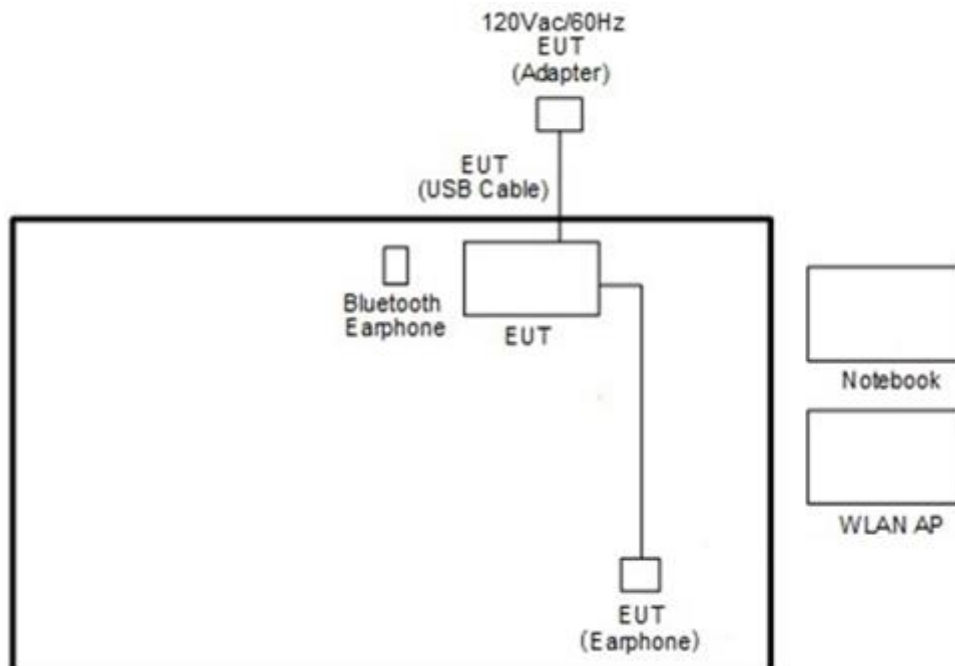 120Vac/60Hz
EUT
(Adapter)
EUT
(USB Cable)
Bluetooth
Earphone
EUT
Notebook
WLAN AP
EUT
(Earphone)